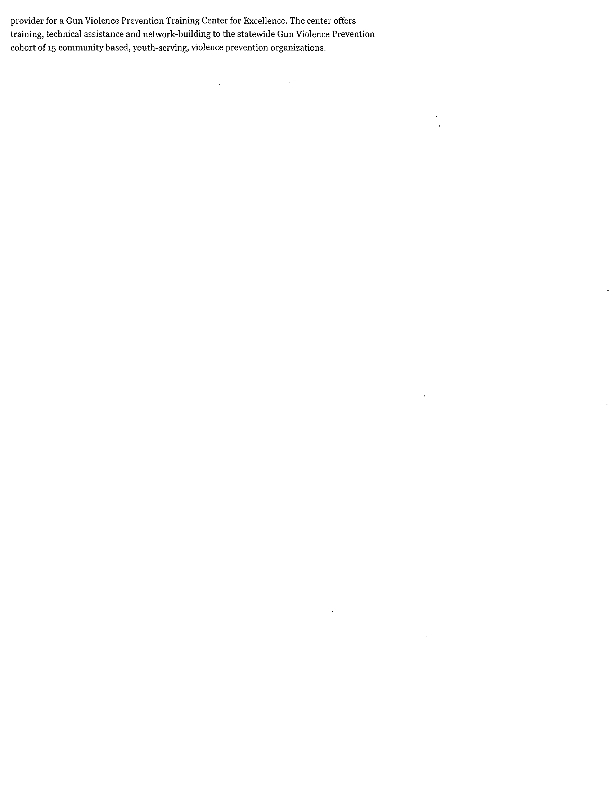 provider for a Gun Violence Prevention Training Center for Excellence. The center offers
training, technical assistance and network-building to the statewide Gun Violence Prevention
cohort of 15 community based, youth-serving, violence prevention organizations.